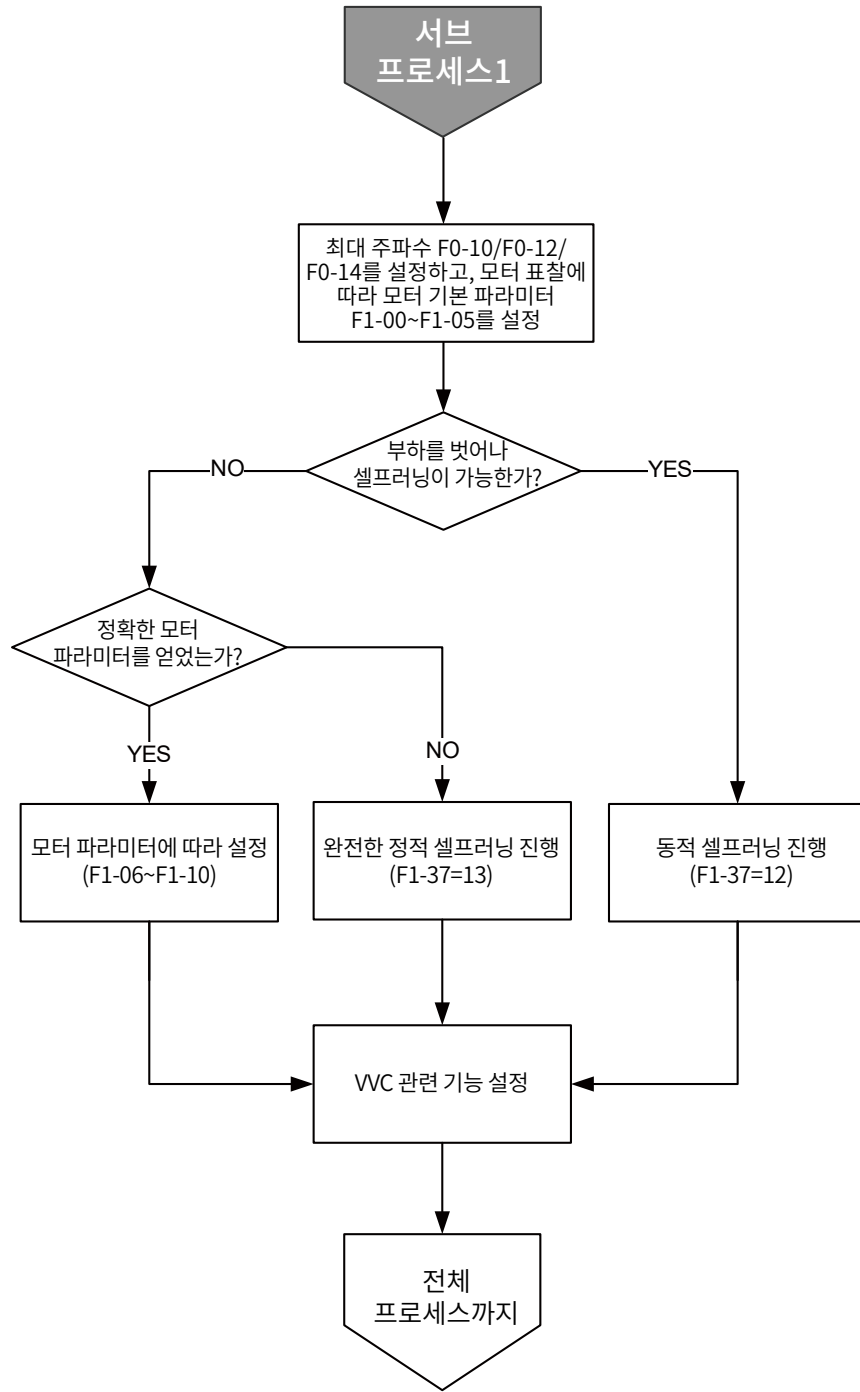 서브
프로세스1
최대 주파수 F0-10/F0-12/
F0-14를 설정하고, 모터 표찰에
따라 모터 기본 파라미터
F1-00~F1-05를 설정
부하를 벗어나
셀프러닝이 가능한가?
NO
YES
정확한 모터
파라미터를 얻었는가?
YES
NO
모터 파라미터에 따라 설정
(F1-06~F1-10)
완전한 정적 셀프러닝 진행
(F1-37=13)
동적 셀프러닝 진행
(F1-37=12)
VVC 관련 기능 설정
전체
프로세스까지